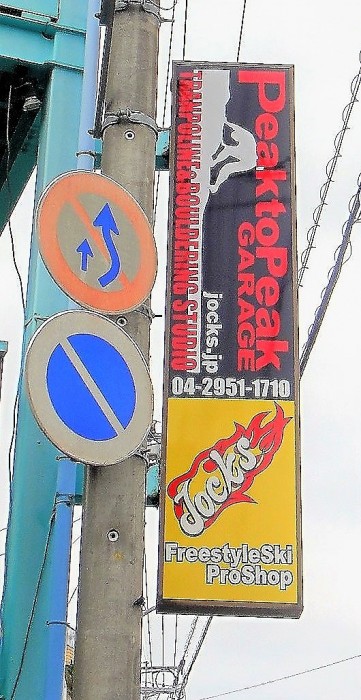 PeaktoPeak
GARAGE
jocks.jp
TRAMPOLINE&BOULDERING STUDIO
04-2951-1710
Jocks
FreestyleSki
ProShop